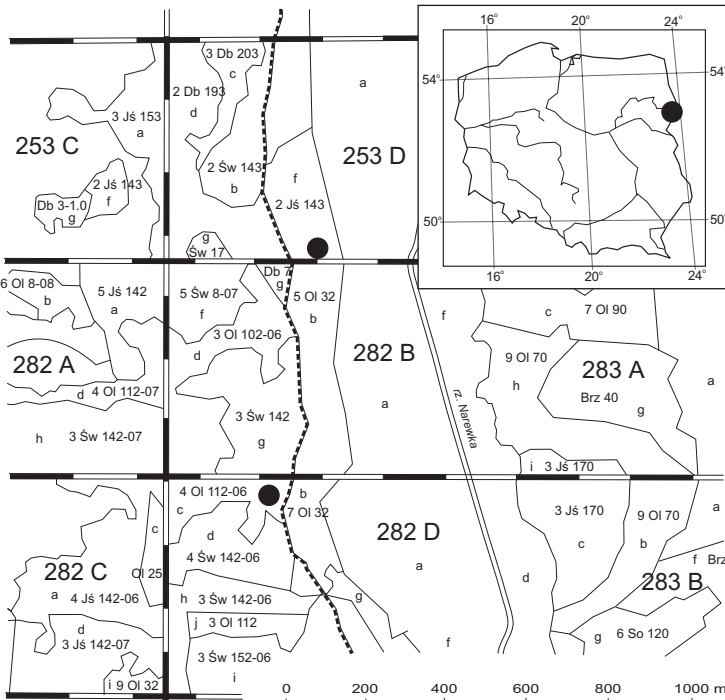 16° 20° 24°
54° 54°
50° 50°
16° 20° 24°
3 Db 203
c
2 Db 193
d
a
3 Jś 153
a
253 C
253 D
2 Jś 143
f
2 Św 143
b
f
2 Jś 143
Db 3-1.0
g
g
Św 17
Db 7
g
6 Ol 8-08
b
5 Jś 142
a
5 Św 8-07
f
5 Ol 32
b
f
c
7 Ol 90
3 Ol 102-06
d
282 A
282 B
9 Ol 70
h
283 A
a
d 4 Ol 112-07
a
rz. Narewka
Brz 40
g
h 3 Św 142-07
3 Św 142
g
i 3 Jś 170
4 Ol 112-06
c
b
7 Ol 32
3 Jś 170
c
9 Ol 70
b
a
c
d
282 D
4 Św 142-06
a
282 C
Ol 25
f Brz
283 B
d
a
4 Jś 142-06
h 3 Św 142-06
g
d
3 Jś 142-07
j 3 Ol 112
f
g 6 So 120
3 Św 152-06
i
i 9 Ol 32
0 200 400 600 800 1000 m